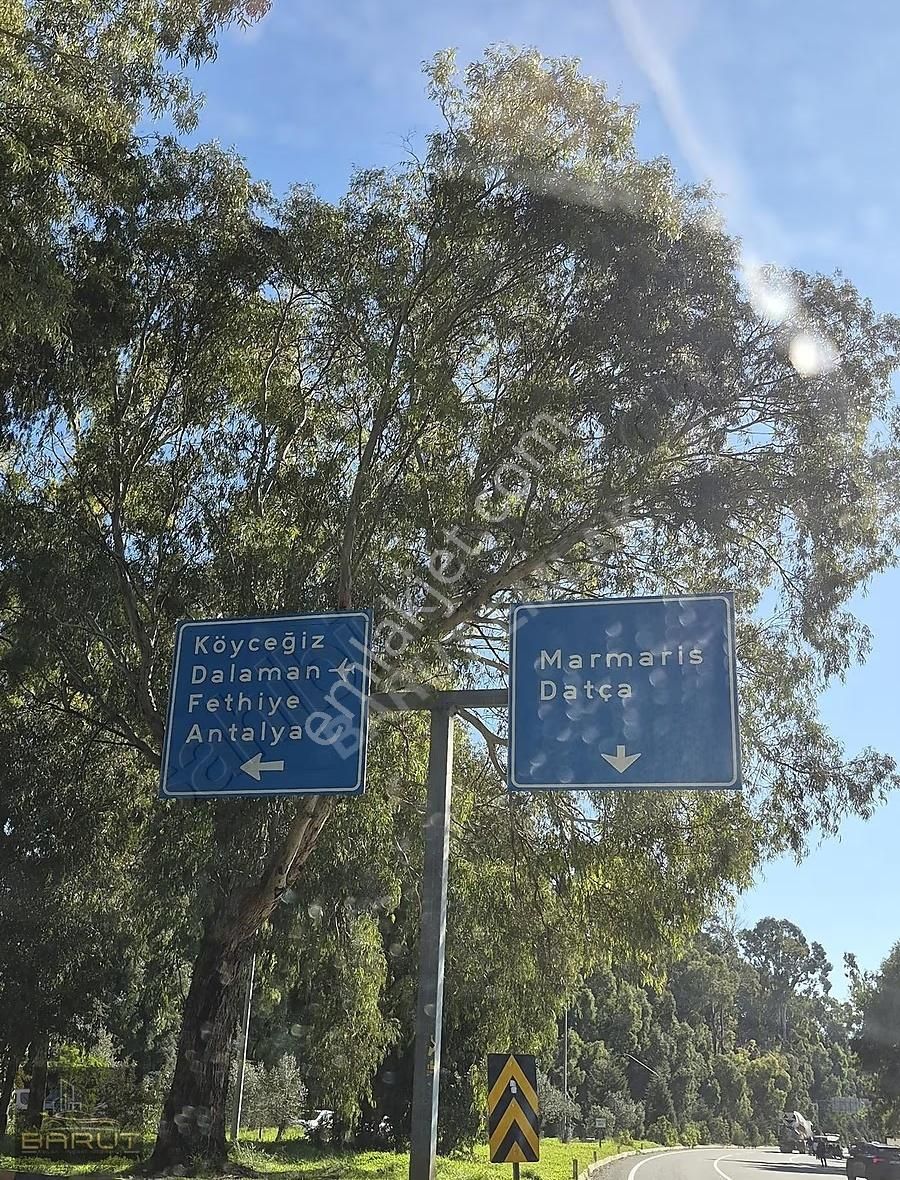 Köyceğiz
Dalaman
Fethiye
Antalya
Marmaris
Datça
emlakjet.com
BARUT